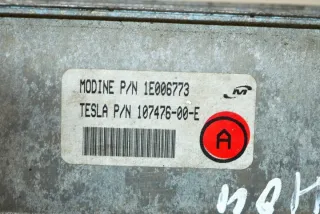 MODINE P/N 1E006773
TESLA P/N 107476-00-E
A